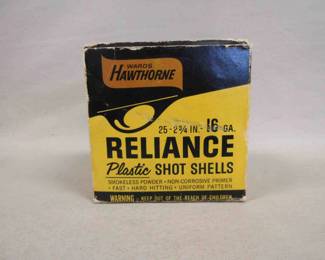 WARDS
HAWTHORNE
25-2¾ IN. 16 GA.
RELIANCE
Plastic SHOT SHELLS
SMOKELESS POWDER • NON-CORROSIVE PRIMER
• FAST • HARD HITTING • UNIFORM PATTERN
WARNING: KEEP OUT OF THE REACH OF CHILDREN